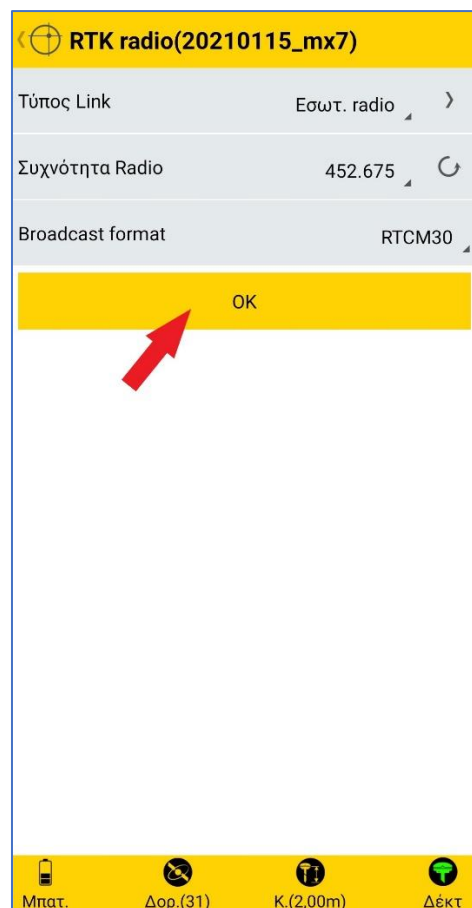 RTK radio(20210115_mx7)
Τύπος Link Εσωτ. radio
Συχνότητα Radio 452.675
Broadcast format RTCM30
OK
Μπατ. Δορ.(31) Κ.(2,00m) Δέκτ